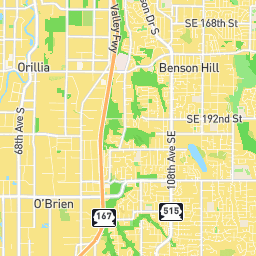 Valley Fwy
son Dr S
SE 168th St
Orillia
Benson Hill
68th Ave S
SE 192nd St
108th Ave SE
O'Brien
167
515